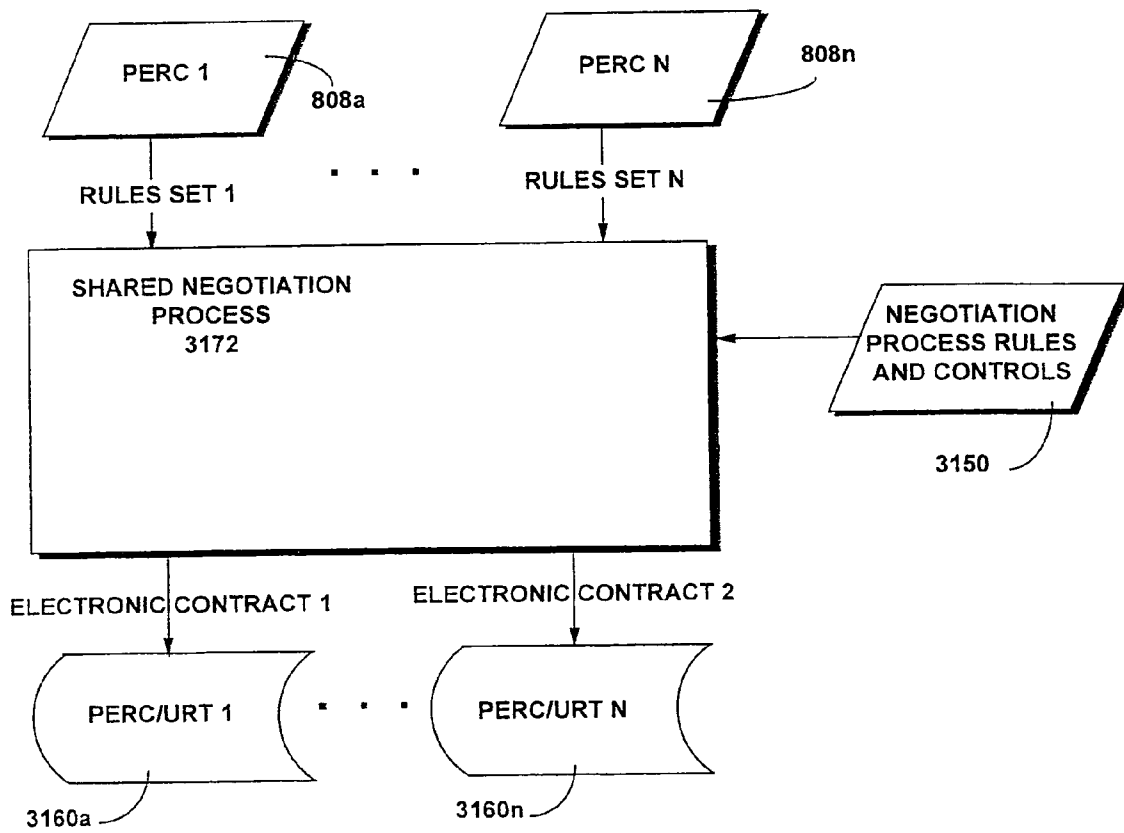 PERC 1
808a
PERC N
808n
RULES SET 1
. . .
RULES SET N
SHARED NEGOTIATION
PROCESS
3172
NEGOTIATION
PROCESS RULES
AND CONTROLS
3150
ELECTRONIC CONTRACT 1
ELECTRONIC CONTRACT 2
PERC/URT 1
. . .
PERC/URT N
3160a
3160n